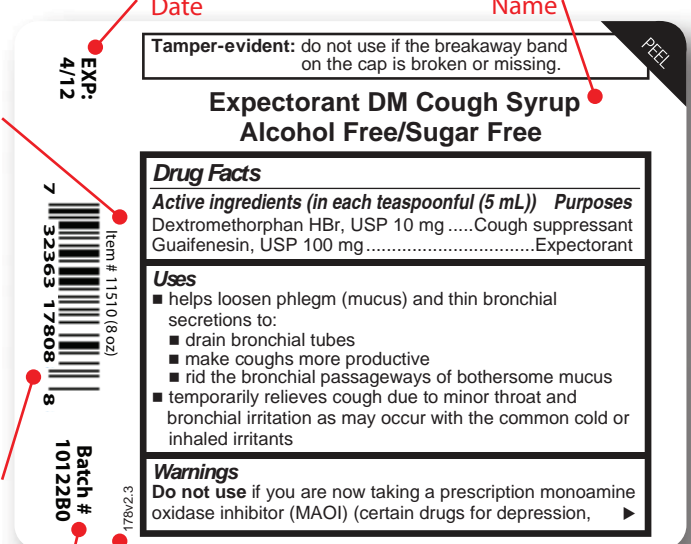 Date
Name
PEEL
EXP:
4/12
Tamper-evident: do not use if the breakaway band
on the cap is broken or missing.
Expectorant DM Cough Syrup
Alcohol Free/Sugar Free
Drug Facts
Active ingredients (in each teaspoonful (5 mL)) Purposes
Dextromethorphan HBr, USP 10 mg .....Cough suppressant
Guaifenesin, USP 100 mg................................Expectorant
Uses
■ helps loosen phlegm (mucus) and thin bronchial
secretions to:
■ drain bronchial tubes
■ make coughs more productive
■ rid the bronchial passageways of bothersome mucus
■ temporarily relieves cough due to minor throat and
bronchial irritation as may occur with the common cold or
inhaled irritants
Warnings
Do not use if you are now taking a prescription monoamine
oxidase inhibitor (MAOI) (certain drugs for depression, ►
Item # 11510 (8 oz)
7 32363 17808 8
Batch #
10122B0
178v2.3